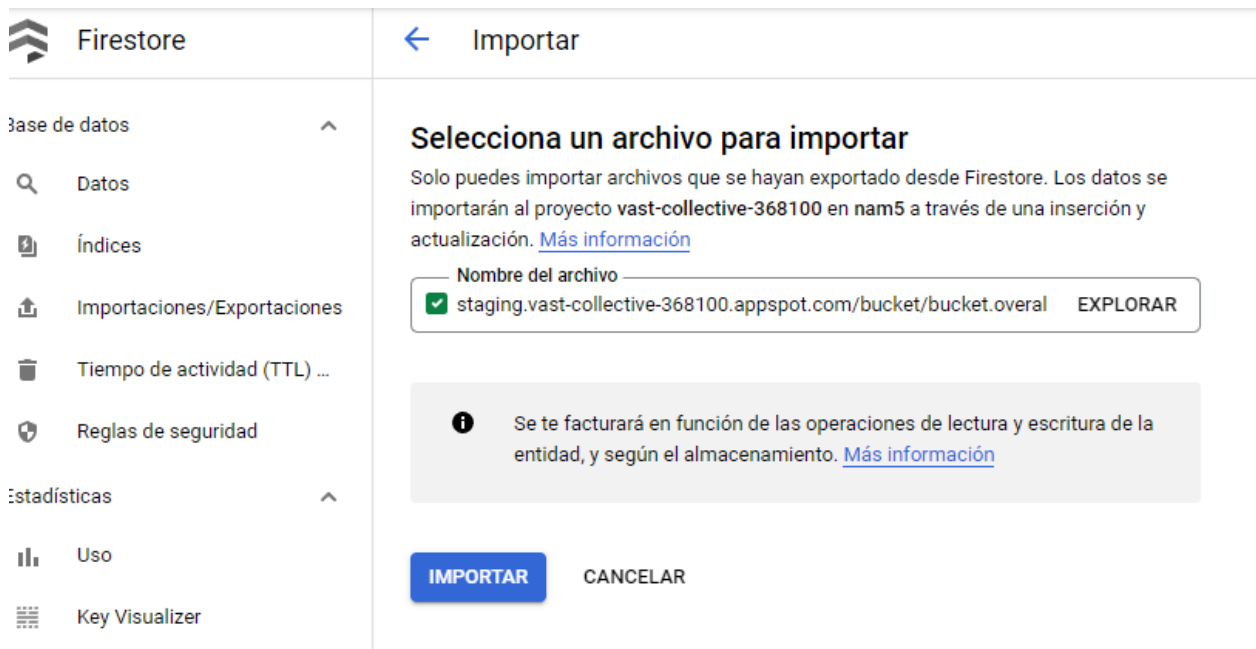 Firestore
Importar
Base de datos
Datos
Índices
Importaciones/Exportaciones
Tiempo de actividad (TTL) ...
Reglas de seguridad
Estadísticas
Uso
Key Visualizer
Selecciona un archivo para importar
Solo puedes importar archivos que se hayan exportado desde Firestore. Los datos se
importarán al proyecto vast-collective-368100 en nam5 a través de una inserción y
actualización. Más información
Nombre del archivo
staging.vast-collective-368100.appspot.com/bucket/bucket.overal EXPLORAR
Se te facturará en función de las operaciones de lectura y escritura de la
entidad, y según el almacenamiento. Más información
IMPORTAR CANCELAR